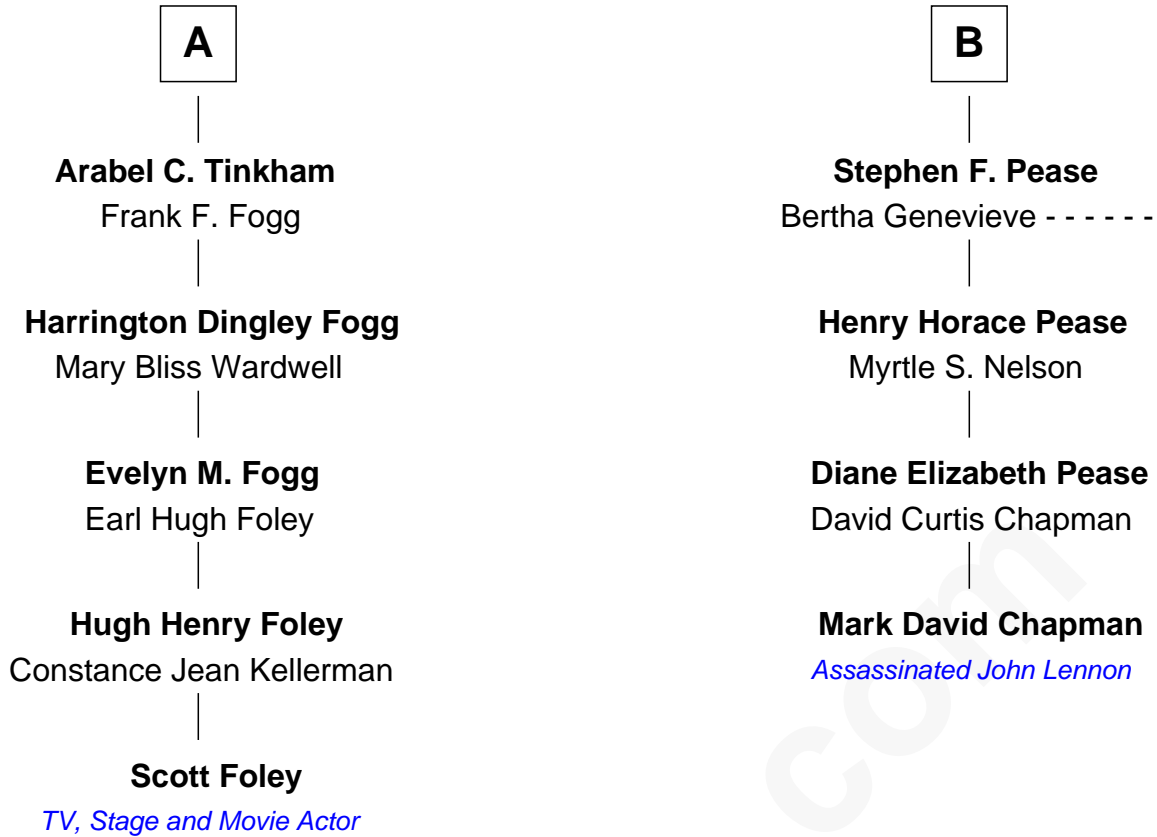 A
Arabel C. Tinkham
Frank F. Fogg
Harrington Dingley Fogg
Mary Bliss Wardwell
Evelyn M. Fogg
Earl Hugh Foley
Hugh Henry Foley
Constance Jean Kellerman
Scott Foley
TV, Stage and Movie Actor
B
Stephen F. Pease
Bertha Genevieve - - - - - -
Henry Horace Pease
Myrtle S. Nelson
Diane Elizabeth Pease
David Curtis Chapman
Mark David Chapman
Assassinated John Lennon
com